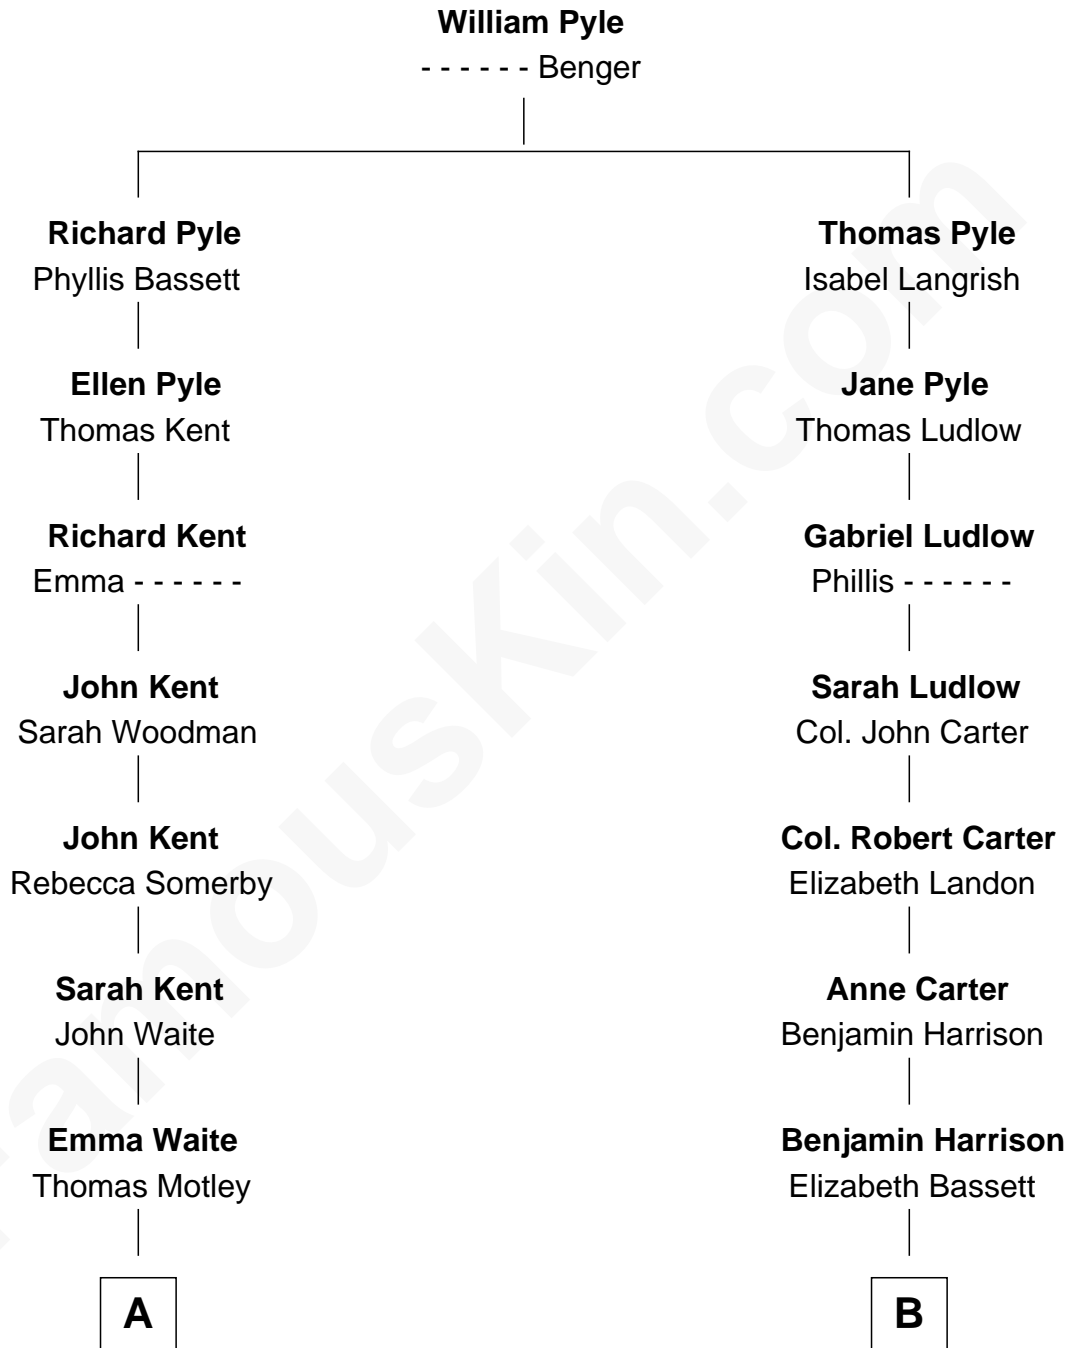 William Pyle
- - - - - - Benger
Richard Pyle
Phyllis Bassett
Thomas Pyle
Isabel Langrish
Ellen Pyle
Thomas Kent
Jane Pyle
Thomas Ludlow
Richard Kent
Emma - - - - - -
Gabriel Ludlow
Phillis - - - - - -
John Kent
Sarah Woodman
Sarah Ludlow
Col. John Carter
John Kent
Rebecca Somerby
Col. Robert Carter
Elizabeth Landon
Sarah Kent
John Waite
Anne Carter
Benjamin Harrison
Emma Waite
Thomas Motley
Benjamin Harrison
Elizabeth Bassett
A
B
FamousKin.com